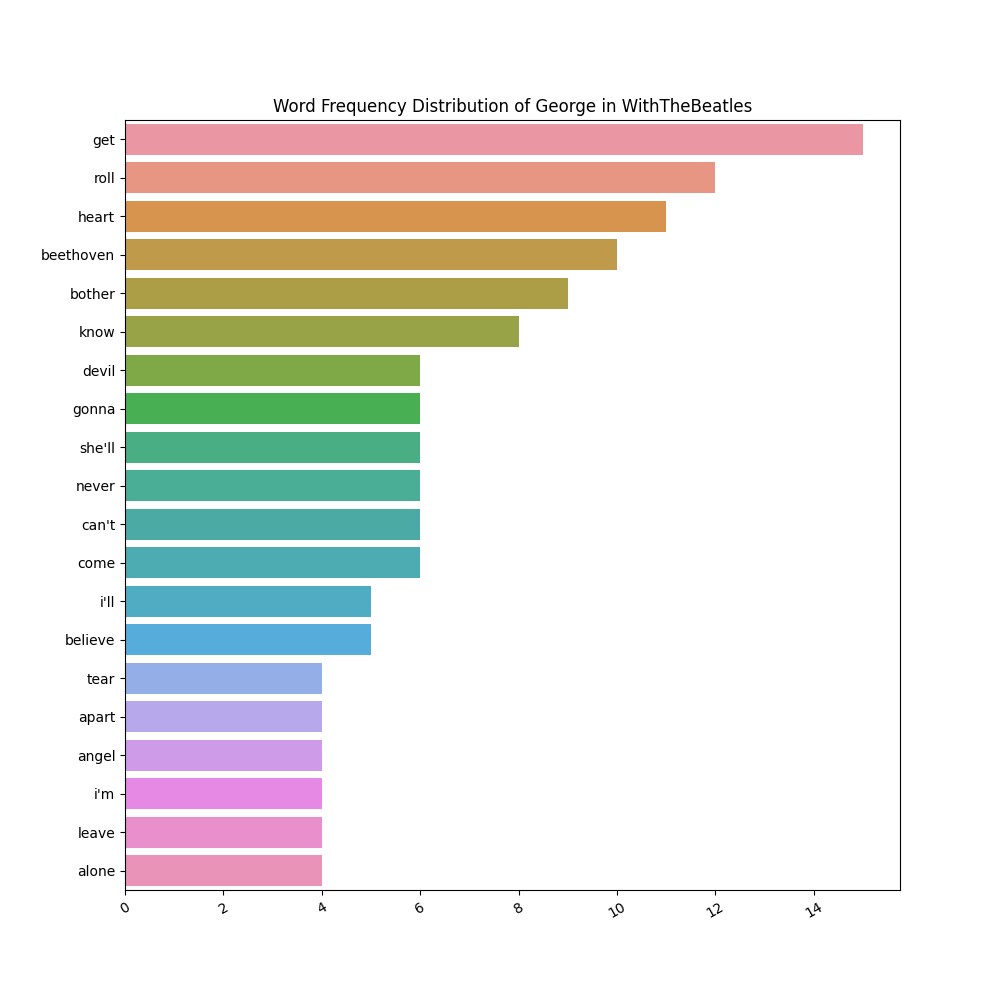 Word Frequency Distribution of George in WithTheBeatles
get
roll
heart
beethoven
bother
know
devil
gonna
she'll
never
can't
come
i'll
believe
tear
apart
angel
i'm
leave
alone
0 2 4 6 8 10 12 14